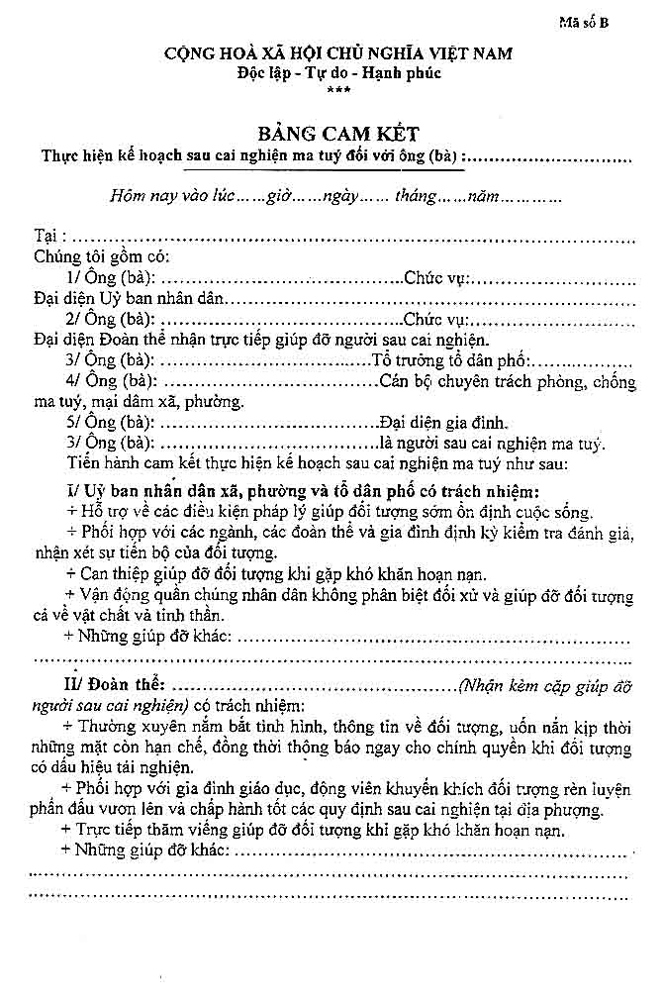 Mã số B
CỘNG HOÀ XÃ HỘI CHỦ NGHĨA VIỆT NAM
Độc lập - Tự do - Hạnh phúc
***
BẢNG CAM KẾT
Thực hiện kế hoạch sau cai nghiện ma tuý đối với ông (bà) :..............................
Hôm nay vào lúc......giờ......ngày...... tháng......năm............
Tại : ....................................................................................................
Chúng tôi gồm có:
1/ Ông (bà): ...........................................Chức vụ:..............................
Đại diện Uỷ ban nhân dân.........................................................................
2/ Ông (bà): ...........................................Chức vụ:..............................
Đại diện Đoàn thể nhận trực tiếp giúp đỡ người sau cai nghiện.
3/ Ông (bà): .....................................Tổ trưởng tổ dân phố:..................
4/ Ông (bà): ......................................Cán bộ chuyên trách phòng, chống
ma tuý, mại dâm xã, phường.
5/ Ông (bà): .......................................Đại diện gia đình.
3/ Ông (bà): .......................................là người sau cai nghiện ma tuý.
Tiến hành cam kết thực hiện kế hoạch sau cai nghiện ma tuý như sau:
I/ Uỷ ban nhân dân xã, phường và tổ dân phố có trách nhiệm:
+ Hỗ trợ về các điều kiện pháp lý giúp đối tượng sớm ổn định cuộc sống.
+ Phối hợp với các ngành, các đoàn thể và gia đình định kỳ kiểm tra đánh giá,
nhận xét sự tiến bộ của đối tượng.
+ Can thiệp giúp đỡ đối tượng khi gặp khó khăn hoạn nạn.
+ Vận động quần chúng nhân dân không phân biệt đối xử và giúp đỡ đối tượng
cả về vật chất và tinh thần.
+ Những giúp đỡ khác: .....................................................................
..........................................................................................................
II/ Đoàn thể: ..................................................(Nhận kèm cặp giúp đỡ
người sau cai nghiện) có trách nhiệm:
+ Thường xuyên nắm bắt tình hình, thông tin về đối tượng, uốn nắn kịp thời
những mặt còn hạn chế, đồng thời thông báo ngay cho chính quyền khi đối tượng
có dấu hiệu tái nghiện.
+ Phối hợp với gia đình giáo dục, động viên khuyến khích đối tượng rèn luyện
phấn đấu vươn lên và chấp hành tốt các quy định sau cai nghiện tại địa phương.
+ Trực tiếp thăm viếng giúp đỡ đối tượng khi gặp khó khăn hoạn nạn.
+ Những giúp đỡ khác: .....................................................................
..........................................................................................................
..........................................................................................................